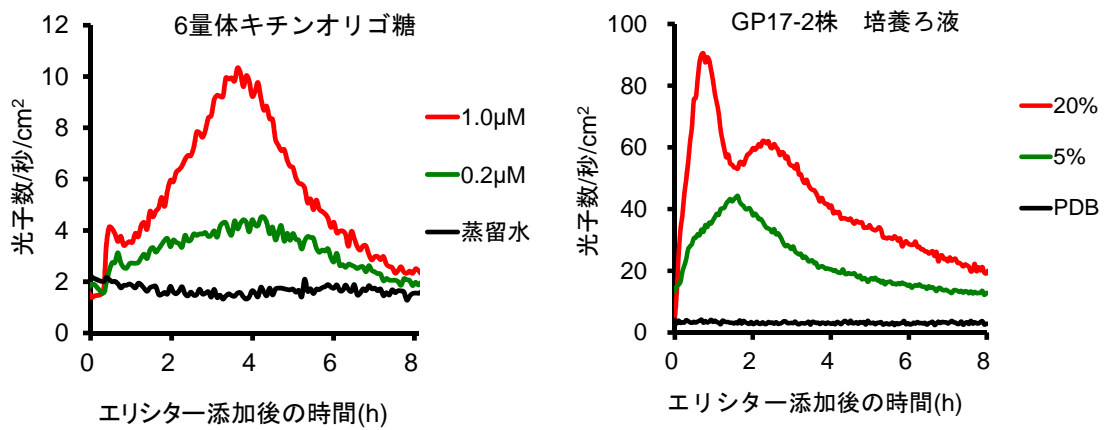 6量体キチンオリゴ糖
光子数/秒/cm2
12
10
8
6
4
2
0
0 2 4 6 8
エリシター添加後の時間(h)
1.0µM
0.2µM
蒸留水
GP17-2株　培養ろ液
光子数/秒/cm2
100
80
60
40
20
0
0 2 4 6 8
エリシター添加後の時間(h)
20%
5%
PDB